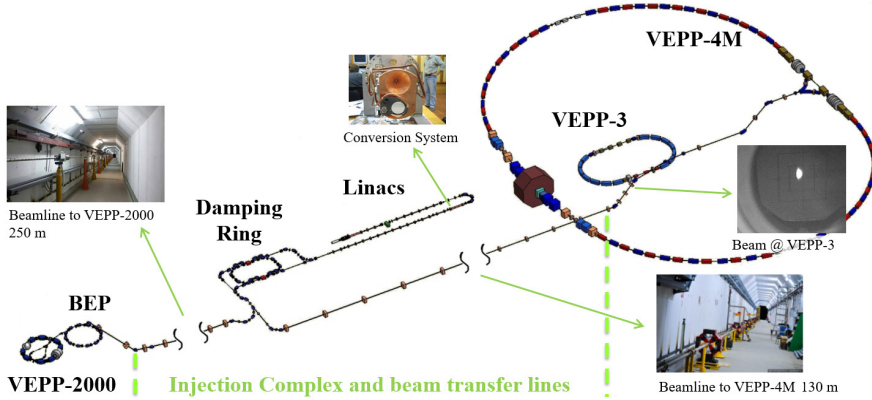 VEPP-4M
VEPP-3
Conversion System
Linacs
Damping
Ring
Beamline to VEPP-2000
250 m
Beam @ VEPP-3
BEP
VEPP-2000
Injection Complex and beam transfer lines
Beamline to VEPP-4M 130 m